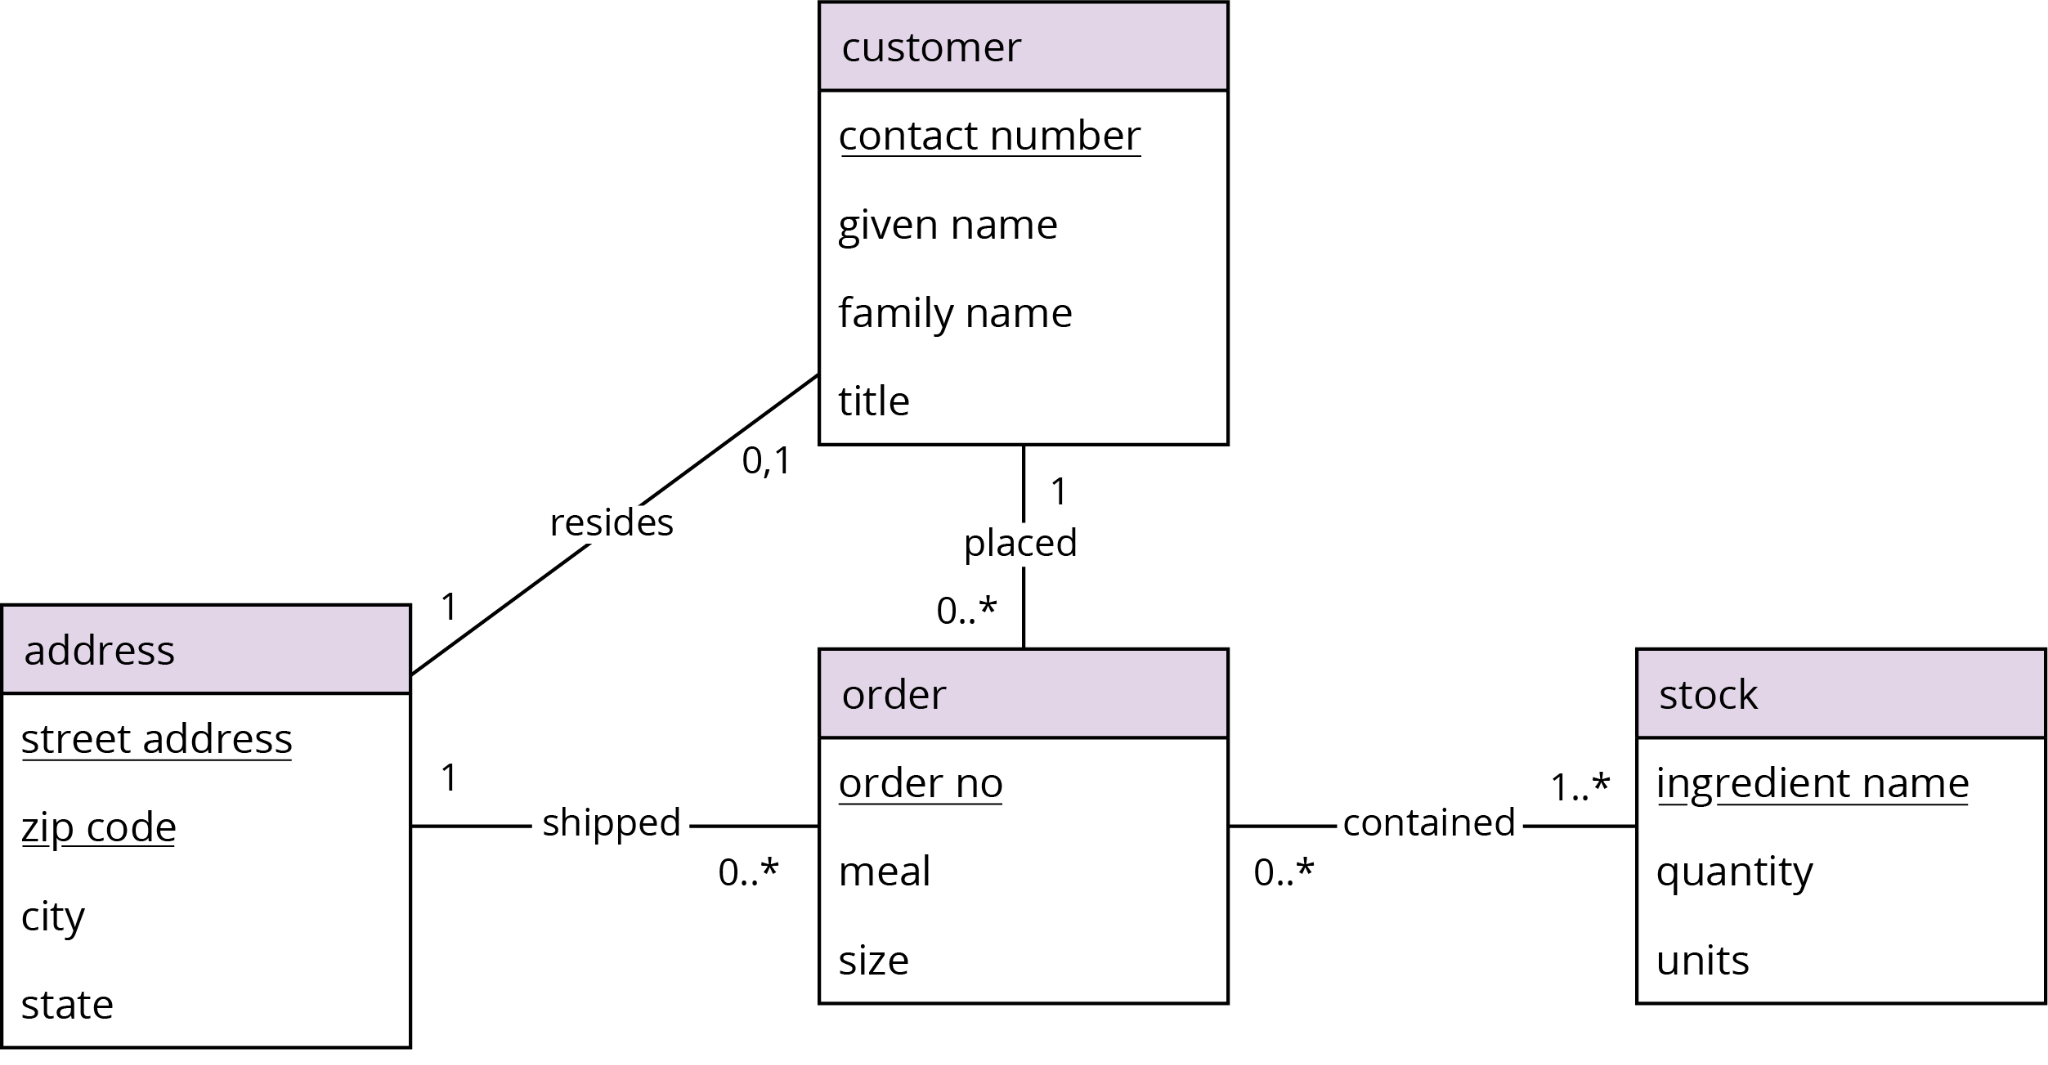 customer
contact number
given name
family name
title
0,1
1
resides
placed
1
0..*
address
street address
zip code
city
state
1
shipped
0..*
order
order no
meal
size
contained
1..*
0..*
stock
ingredient name
quantity
units